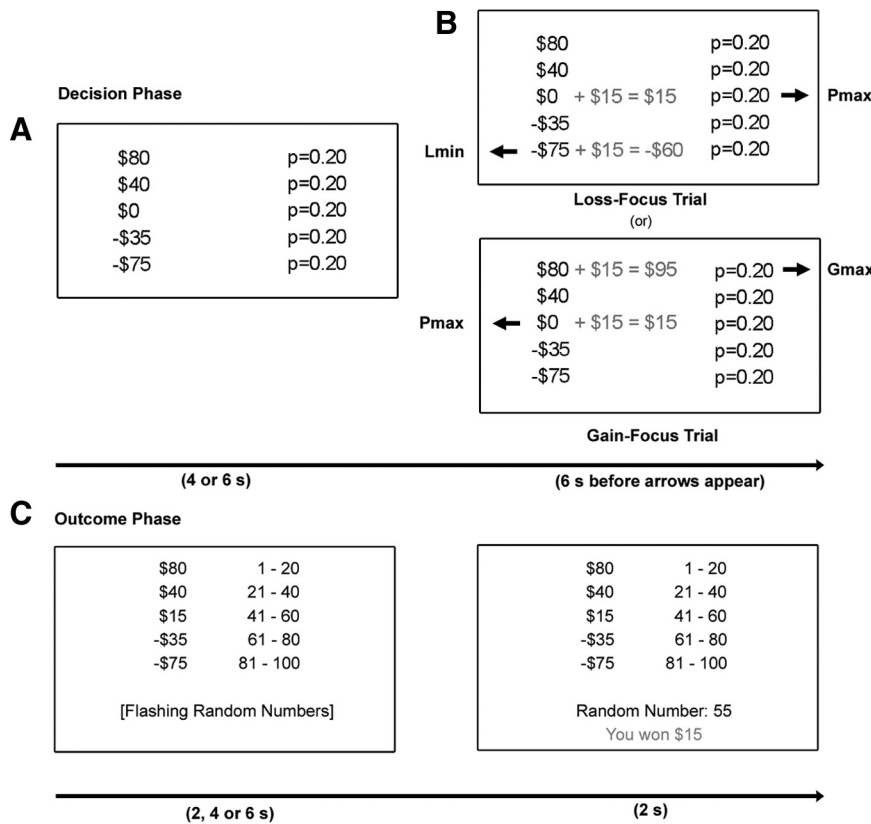 A
Decision Phase
$80 p=0.20
$40 p=0.20
$0 p=0.20
-$35 p=0.20
-$75 p=0.20
(4 or 6 s)
B
$80 p=0.20
$40 p=0.20
$0 + $15 = $15 p=0.20 Pmax
-$35 p=0.20
Lmin -$75 + $15 = -$60 p=0.20
Loss-Focus Trial
(or)
$80 + $15 = $95 p=0.20 Gmax
$40 p=0.20
Pmax $0 + $15 = $15 p=0.20
-$35 p=0.20
-$75 p=0.20
Gain-Focus Trial
(6 s before arrows appear)
C
Outcome Phase
$80 1 - 20
$40 21 - 40
$15 41 - 60
-$35 61 - 80
-$75 81 - 100
[Flashing Random Numbers]
(2, 4 or 6 s)
$80 1 - 20
$40 21 - 40
$15 41 - 60
-$35 61 - 80
-$75 81 - 100
Random Number: 55
You won $15
(2 s)